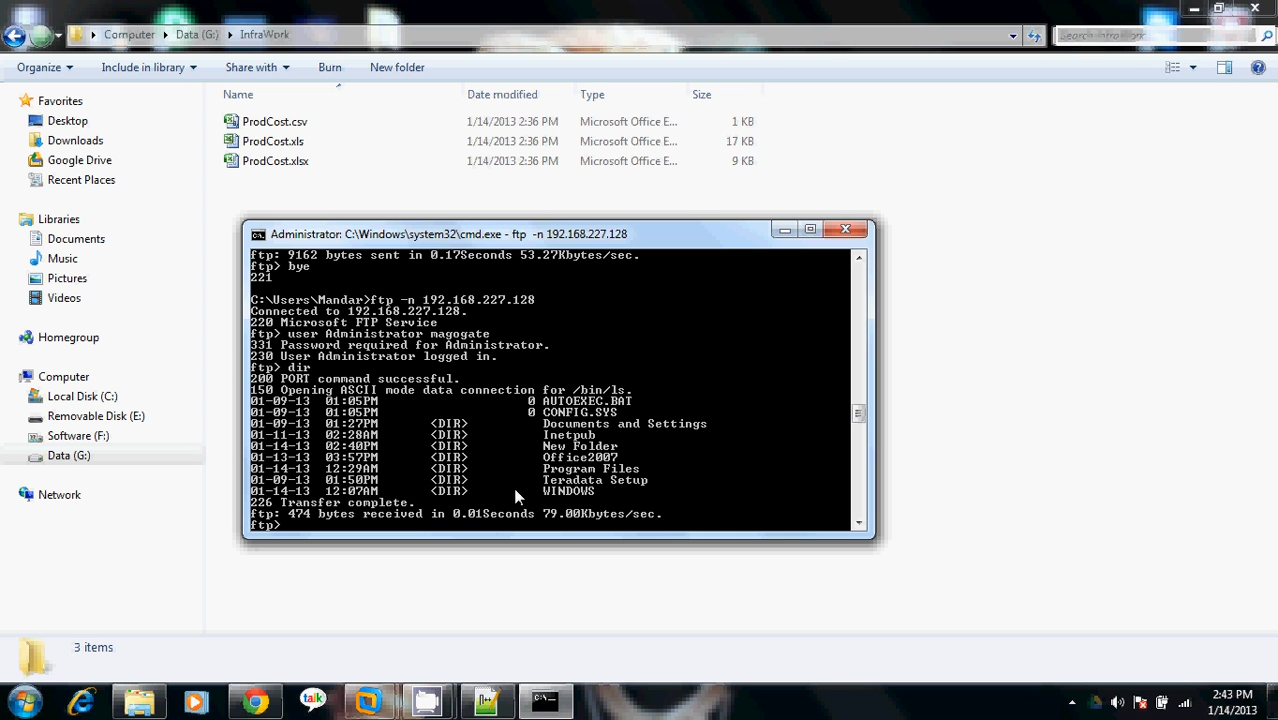 Computer Data (G:) InfraWork
Search InfraWork
Organize Include in library Share with Burn New folder
Name Date modified Type Size
ProdCost.csv 1/14/2013 2:36 PM Microsoft Office E... 1 KB
ProdCost.xls 1/14/2013 2:36 PM Microsoft Office E... 17 KB
ProdCost.xlsx 1/14/2013 2:36 PM Microsoft Office E... 9 KB
Favorites
Desktop
Downloads
Google Drive
Recent Places
Libraries
Documents
Music
Pictures
Videos
Homegroup
Computer
Local Disk (C:)
Removable Disk (E:)
Software (F:)
Data (G:)
Network
Administrator: C:\Windows\system32\cmd.exe - ftp -n 192.168.227.128
ftp: 9162 bytes sent in 0.17Seconds 53.27Kbytes/sec.
ftp> bye
221
C:\Users\Mandar>ftp -n 192.168.227.128
Connected to 192.168.227.128.
220 Microsoft FTP Service
ftp> user Administrator magogate
331 Password required for Administrator.
230 User Administrator logged in.
ftp> dir
200 PORT command successful.
150 Opening ASCII mode data connection for /bin/ls.
01-09-13 01:05PM 0 AUTOEXEC.BAT
01-09-13 01:05PM 0 CONFIG.SYS
01-09-13 01:27PM <DIR> Documents and Settings
01-11-13 02:28AM <DIR> Inetpub
01-14-13 02:40PM <DIR> New Folder
01-13-13 03:57PM <DIR> Office2007
01-14-13 12:29AM <DIR> Program Files
01-09-13 01:50PM <DIR> Teradata Setup
01-14-13 12:07AM <DIR> WINDOWS
226 Transfer complete.
ftp: 474 bytes received in 0.01Seconds 79.00Kbytes/sec.
ftp>
3 items
talk
2:43 PM
1/14/2013